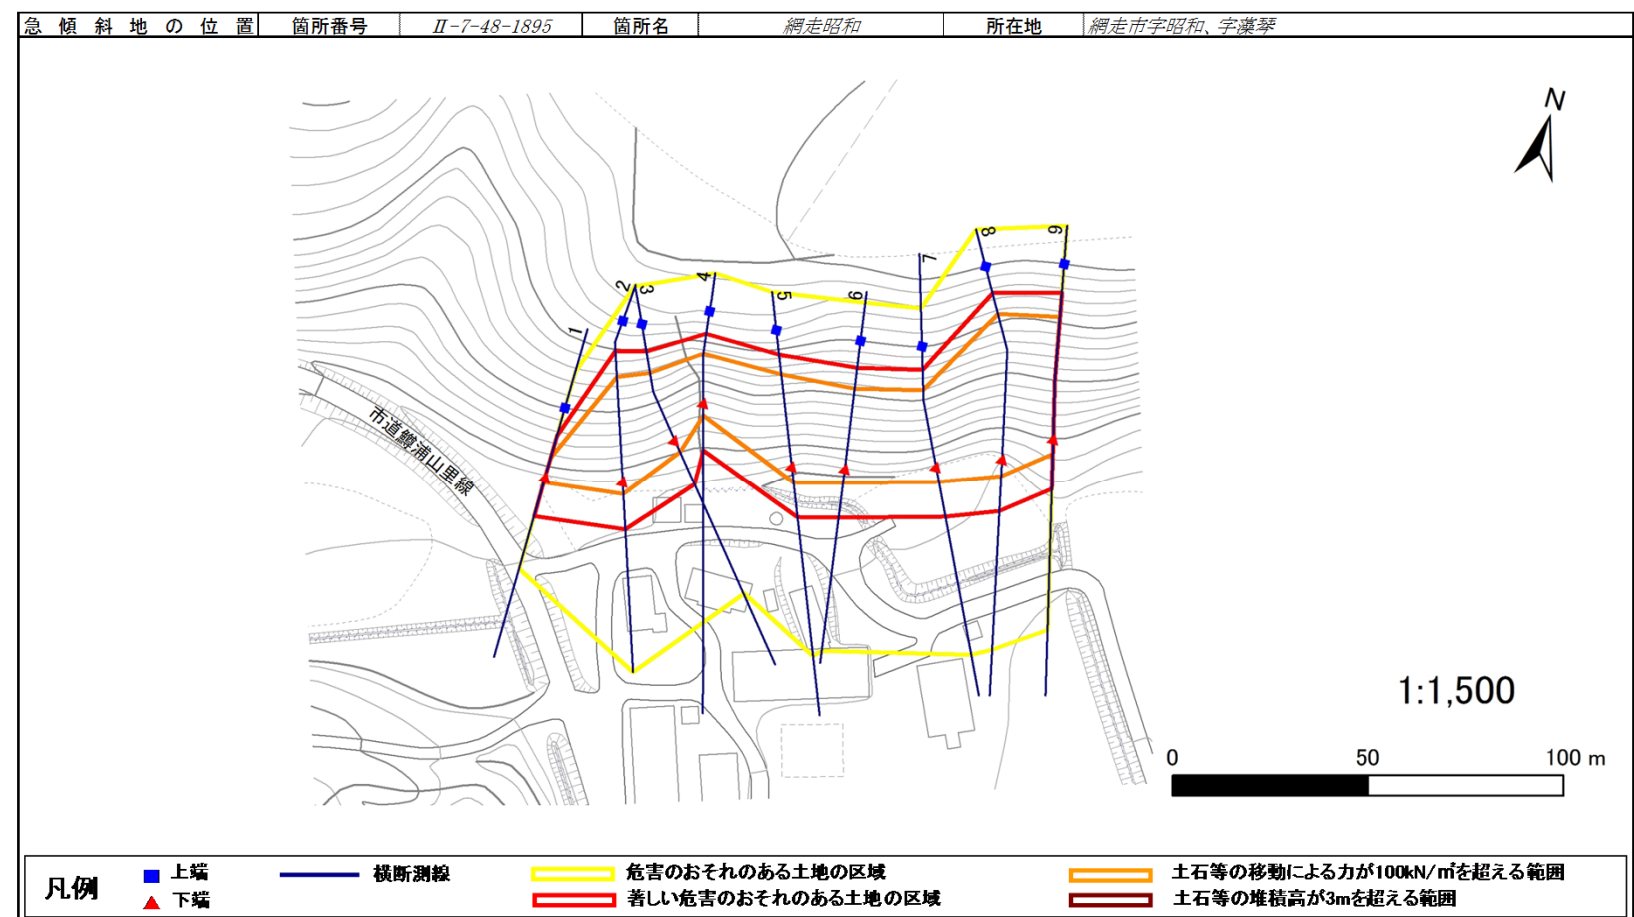 急傾斜地の位置 箇所番号 Ⅱ-7-48-1895 箇所名 網走昭和 所在地 網走市字昭和、字藻琴
N
8 9
7
4
2 3
5 6
1
市道鱒浦山里線
1:1,500
0 50 100 m
凡例
上端 横断測線 危害のおそれのある土地の区域 土石等の移動による力が100kN/㎡を超える範囲
下端 著しい危害のおそれのある土地の区域 土石等の堆積高が3mを超える範囲